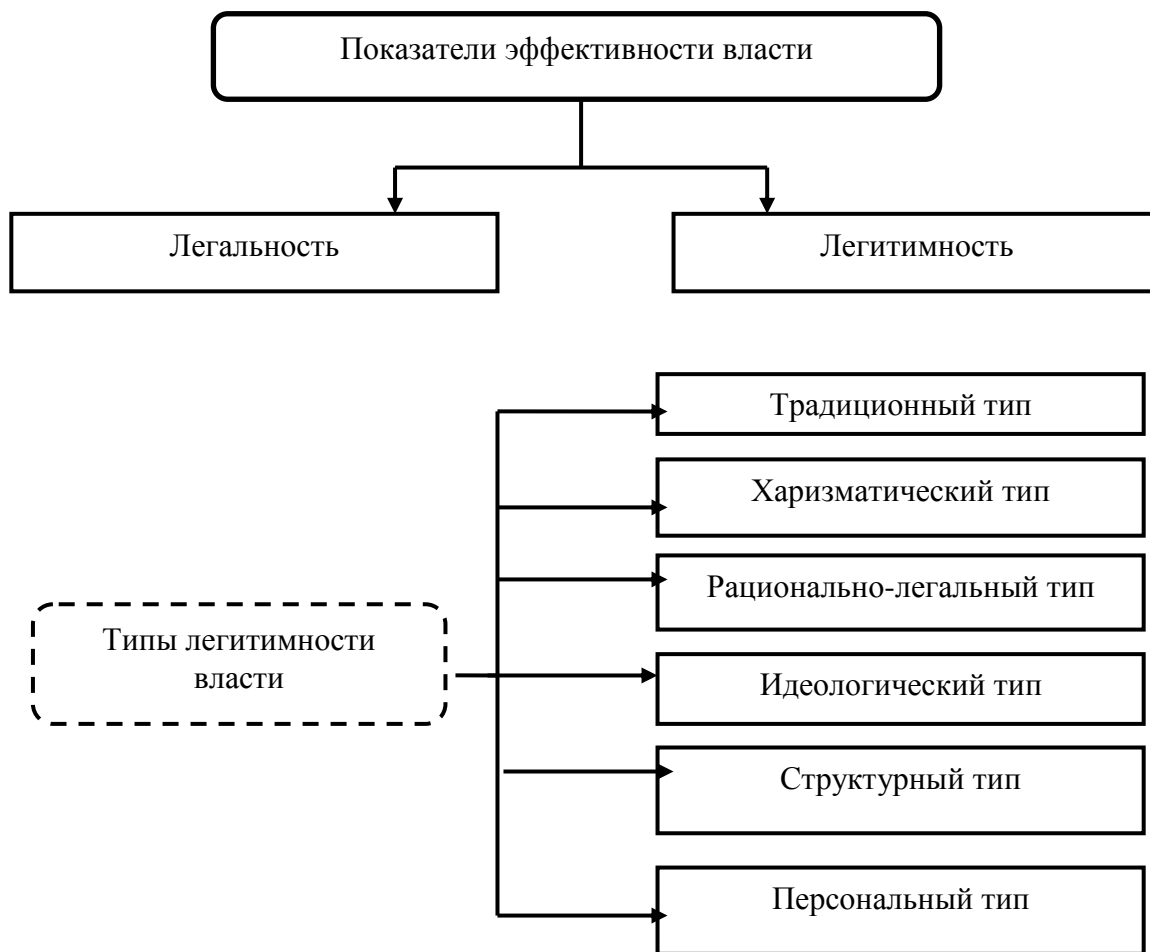 Показатели эффективности власти
Легальность
Легитимность
Традиционный тип
Харизматический тип
Рационально-легальный тип
Типы легитимности
власти
Идеологический тип
Структурный тип
Персональный тип